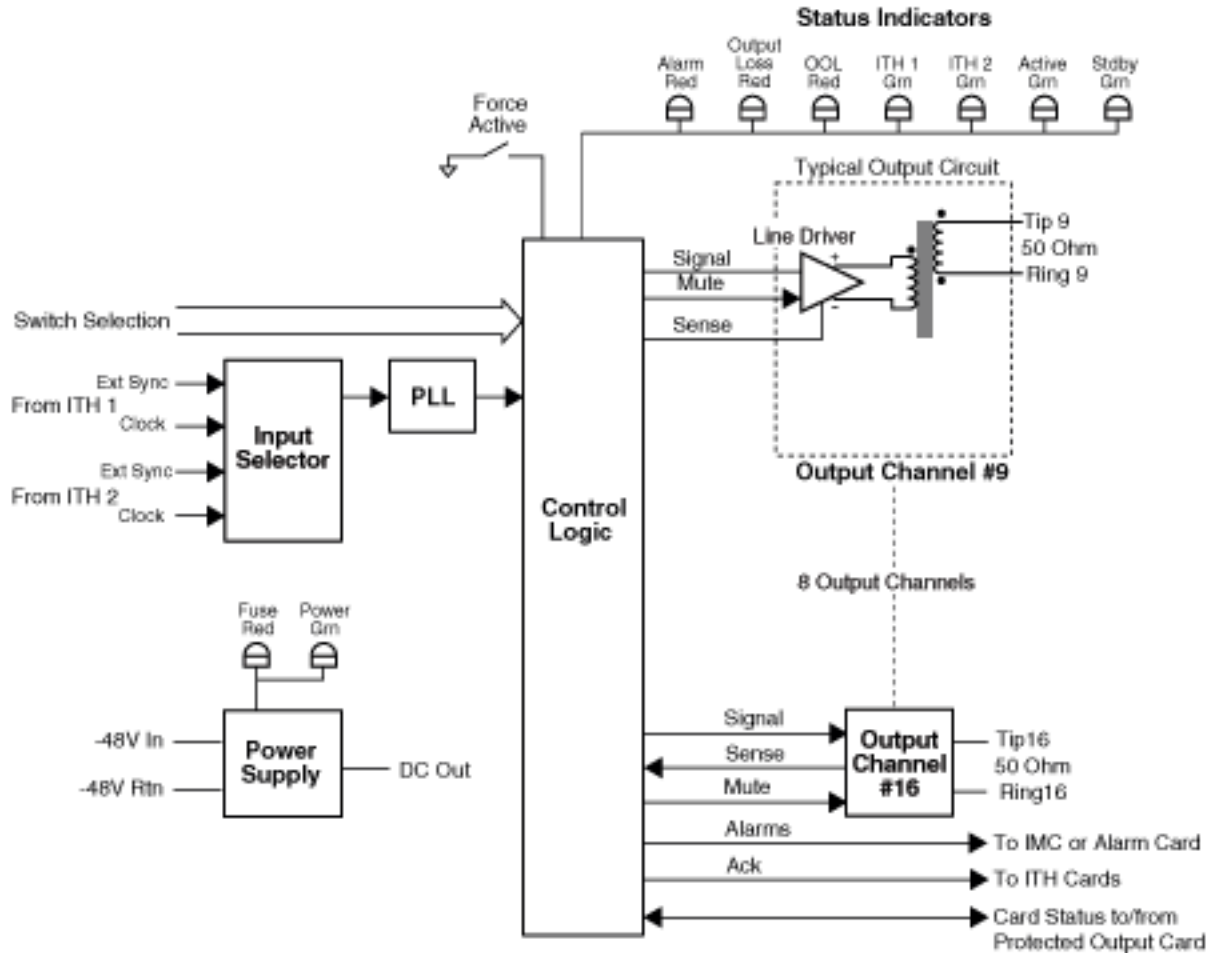 Status Indicators
Alarm
Red
Output
Loss
Red
OOL
Red
ITH 1
Grn
ITH 2
Grn
Active
Grn
Stdby
Grn
Force
Active
Typical Output Circuit
Line Driver
+
-
Tip 9
50 Ohm
Ring 9
Signal
Mute
Sense
Switch Selection
Ext Sync
From ITH 1
Clock
Ext Sync
From ITH 2
Clock
Input
Selector
PLL
Control
Logic
Output Channel #9
8 Output Channels
Fuse
Red
Power
Grn
-48V In
-48V Rtn
Power
Supply
DC Out
Signal
Sense
Mute
Output
Channel
#16
Tip16
50 Ohm
Ring16
Alarms
To IMC or Alarm Card
Ack
To ITH Cards
Card Status to/from
Protected Output Card